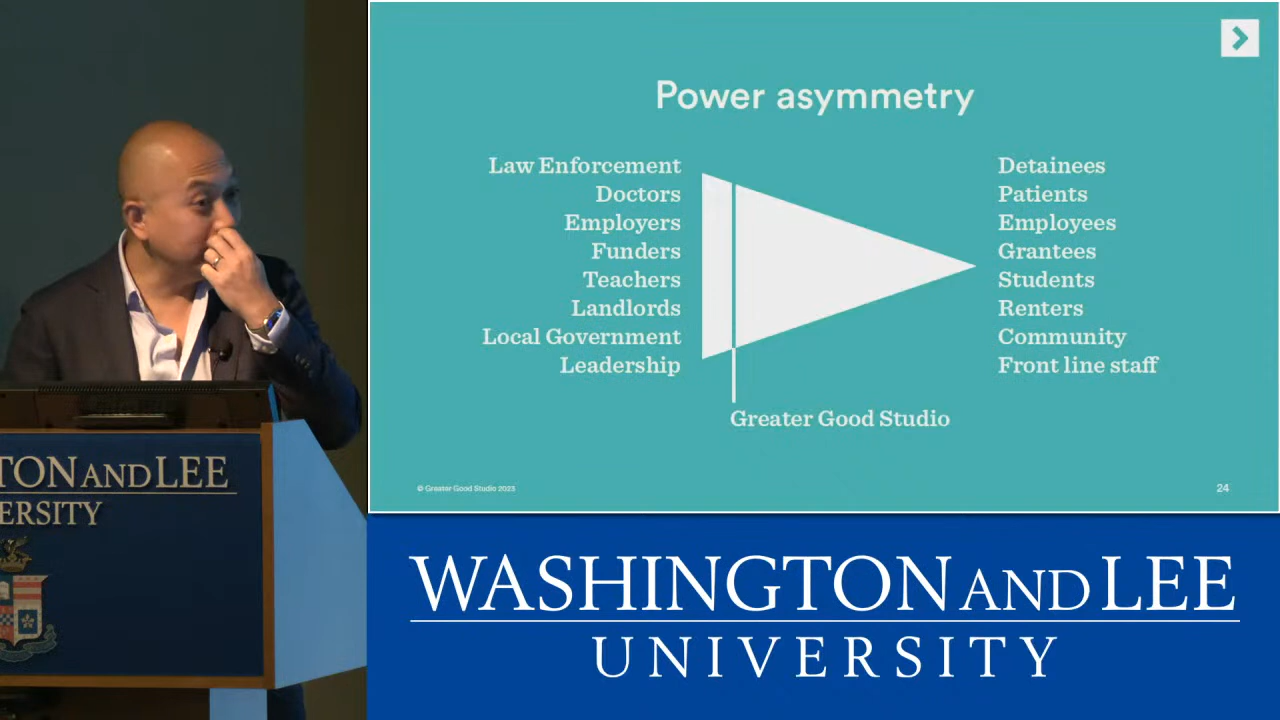 Power asymmetry
Law Enforcement
Doctors
Employers
Funders
Teachers
Landlords
Local Government
Leadership
Detainees
Patients
Employees
Grantees
Students
Renters
Community
Front line staff
Greater Good Studio
© Greater Good Studio 2023
24
TON AND LEE
ERSITY
WASHINGTON AND LEE
UNIVERSITY